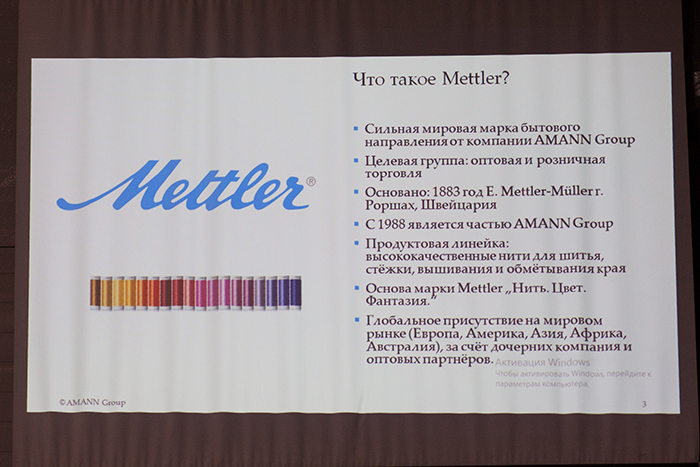 Что такое Mettler?
Mettler®
Сильная мировая марка бытового
направления от компании AMANN Group
Целевая группа: оптовая и розничная
торговля
Основано: 1883 год E. Mettler-Müller г.
Роршах, Швейцария
С 1988 является частью AMANN Group
Продуктовая линейка:
высококачественные нити для шитья,
стёжки, вышивания и обмётывания края
Основа марки Mettler „Нить. Цвет.
Фантазия.”
Глобальное присутствие на мировом
рынке (Европа, Америка, Азия, Африка,
Австралия), за счёт дочерних компания и
оптовых партнёров.
Активация Windows
Чтобы активировать Windows, перейдите к
параметрам компьютера.
© AMANN Group
3